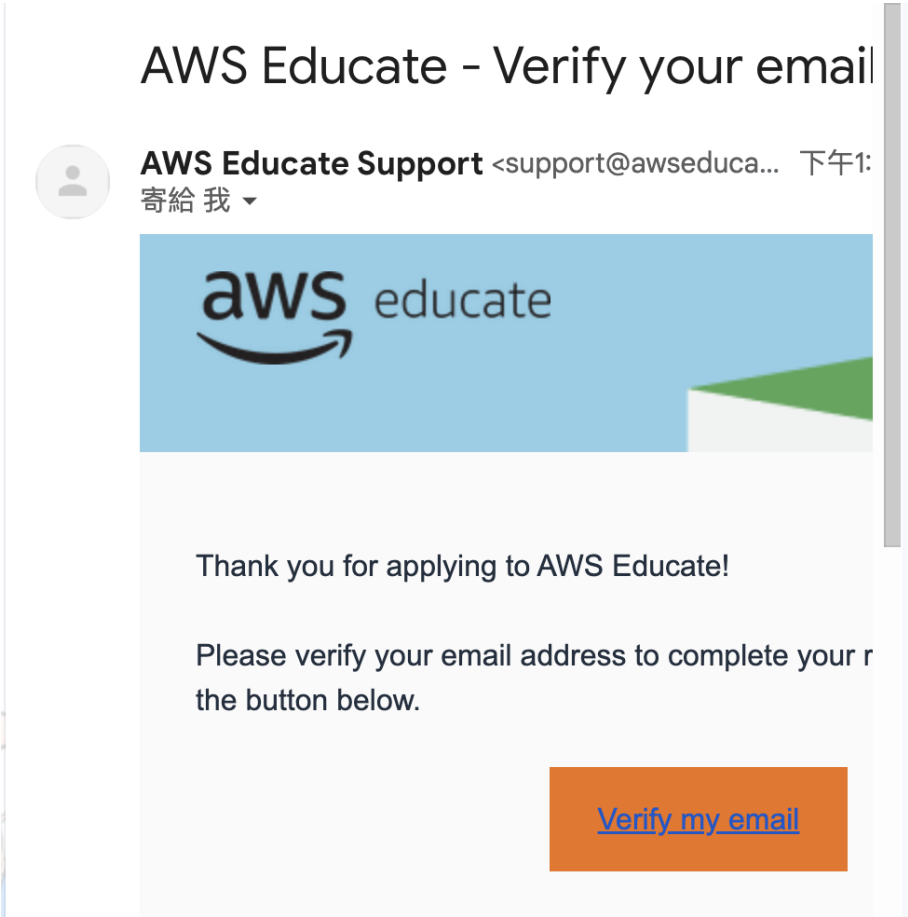 AWS Educate - Verify your email
AWS Educate Support <support@awseduca... 下午1:
寄給 我
aws educate
Thank you for applying to AWS Educate!
Please verify your email address to complete your r
the button below.
Verify my email